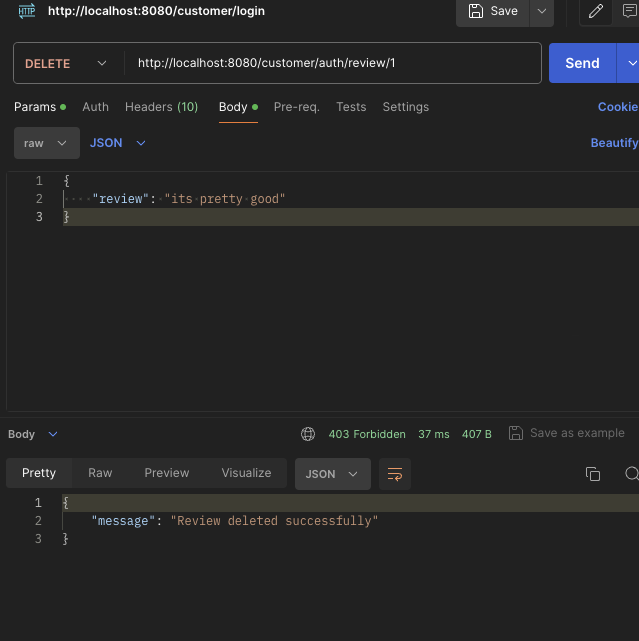 HTTP http://localhost:8080/customer/login Save
DELETE http://localhost:8080/customer/auth/review/1 Send
Params Auth Headers (10) Body Pre-req. Tests Settings Cookie
raw JSON Beautify
1 {
2 "review": "its pretty good"
3 }
Body 403 Forbidden 37 ms 407 B Save as example
Pretty Raw Preview Visualize JSON
1 {
2 "message": "Review deleted successfully"
3 }